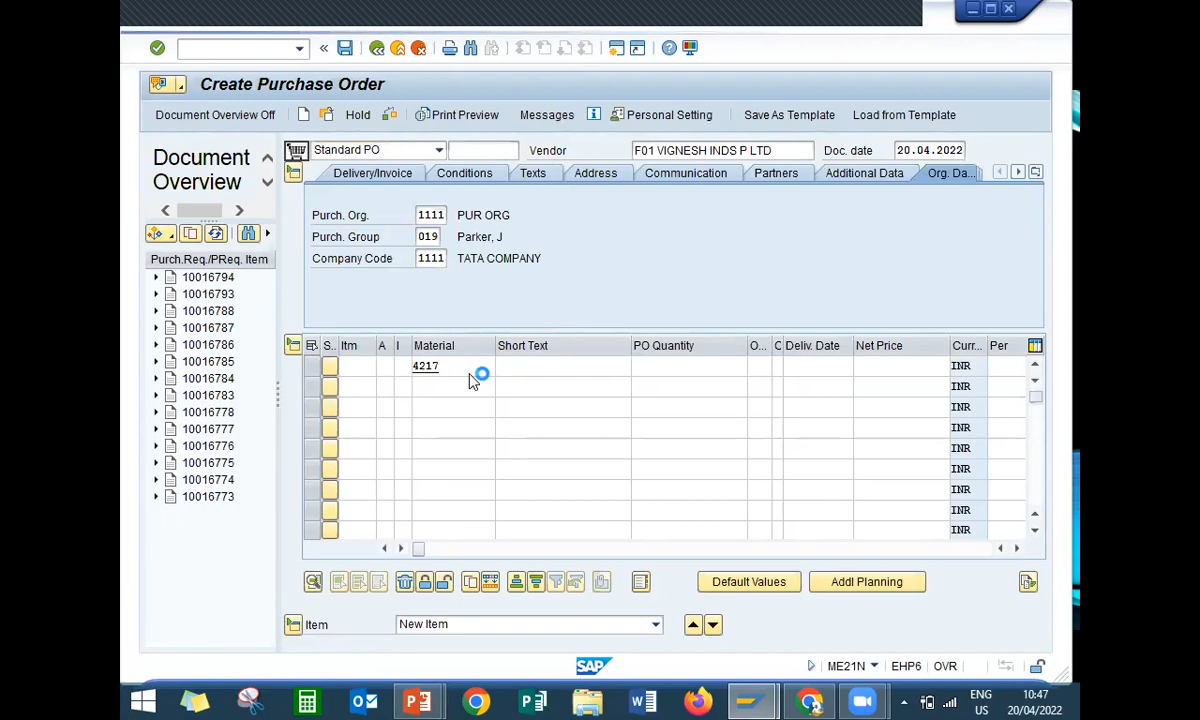 Create Purchase Order
Document Overview Off Hold Print Preview Messages Personal Setting Save As Template Load from Template
Document
Overview
Standard PO Vendor F01 VIGNESH INDS P LTD Doc. date 20.04.2022
Delivery/Invoice Conditions Texts Address Communication Partners Additional Data Org. Da...
Purch. Org. 1111 PUR ORG
Purch. Group 019 Parker, J
Company Code 1111 TATA COMPANY
Purch.Req./PReq. Item
10016794
10016793
10016788
10016787
10016786
10016785
10016784
10016783
10016778
10016777
10016776
10016775
10016774
10016773
S.. Itm A I Material Short Text PO Quantity O... C Deliv. Date Net Price Curr... Per
4217 INR
INR
INR
INR
INR
INR
INR
INR
INR
Default Values Addl Planning
Item New Item
SAP ME21N EHP6 OVR
ENG 10:47
US 20/04/2022